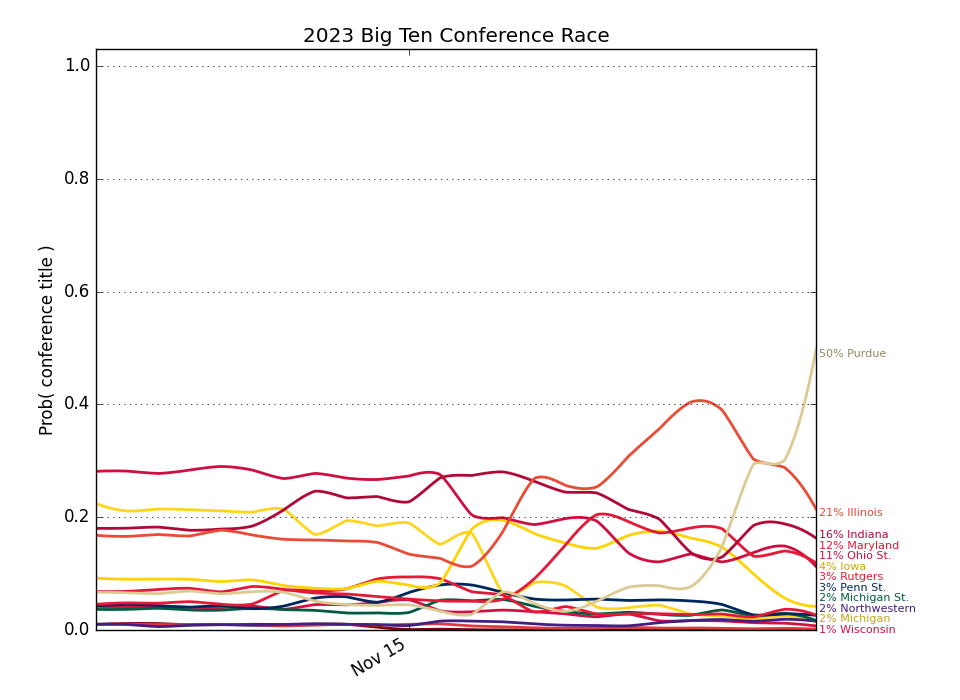 2023 Big Ten Conference Race
Prob( conference title )
1.0
0.8
0.6
0.4
0.2
0.0
Nov 15
50% Purdue
21% Illinois
16% Indiana
12% Maryland
11% Ohio St.
4% Iowa
3% Rutgers
3% Penn St.
2% Michigan St.
2% Northwestern
2% Michigan
1% Wisconsin